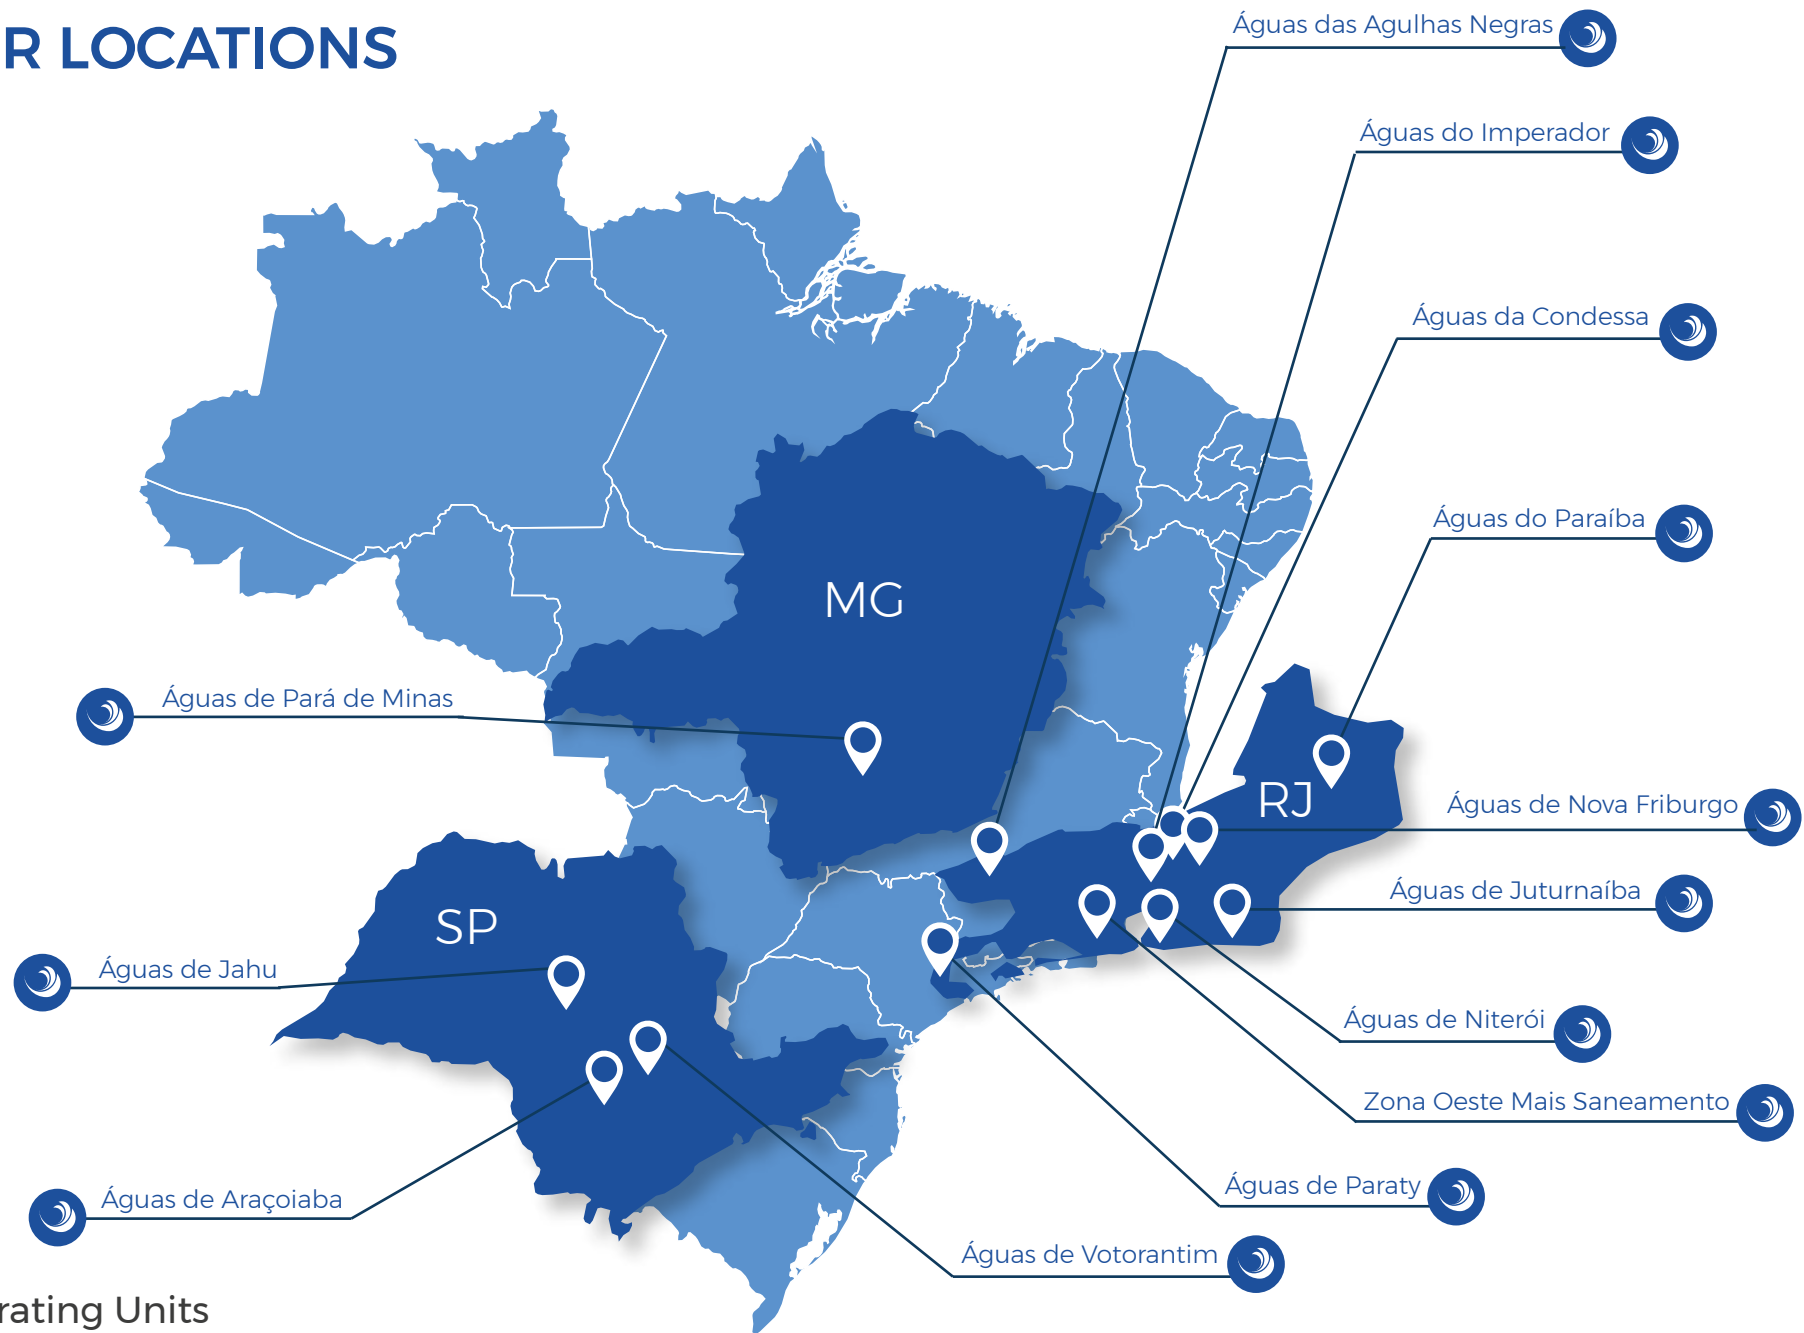 R LOCATIONS
Águas das Agulhas Negras
Águas do Imperador
Águas da Condessa
Águas do Paraíba
MG
Águas de Pará de Minas
RJ
Águas de Nova Friburgo
Águas de Juturnaíba
SP
Águas de Jahu
Águas de Niterói
Zona Oeste Mais Saneamento
Águas de Paraty
Águas de Araçoiaba
Águas de Votorantim
rating Units